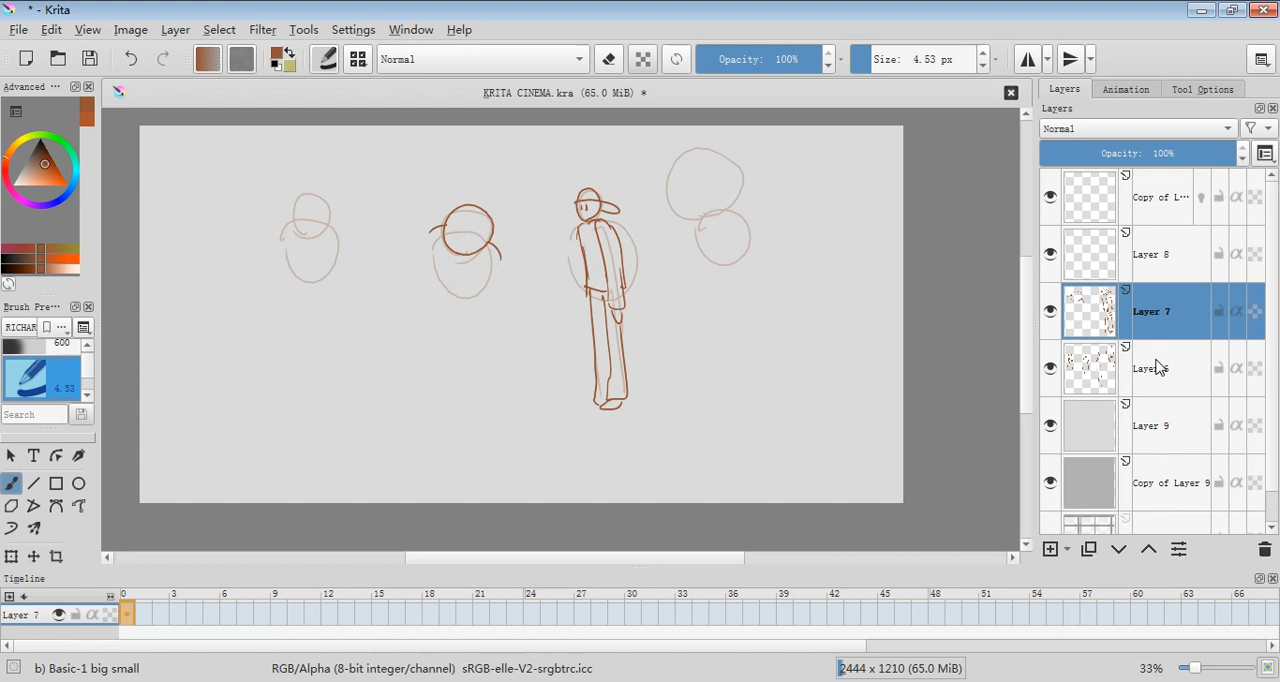 * - Krita
File Edit View Image Layer Select Filter Tools Settings Window Help
Normal
Opacity: 100%
Size: 4.53 px
Advanced ···
KRITA CINEMA.kra (65.0 MiB) *
Layers Animation Tool Options
Layers
Normal
Opacity: 100%
Copy of L···
Layer 8
Layer 7
Layer 9
Copy of Layer 9
Brush Pre···
RICHAR ···
600
4.53
Search
Timeline
0 3 6 9 12 15 18 21 24 27 30 33 36 39 42 45 48 51 54 57 60 63 66
Layer 7
b) Basic-1 big small
RGB/Alpha (8-bit integer/channel) sRGB-elle-V2-srgbtrc.icc
2444 x 1210 (65.0 MiB)
33%